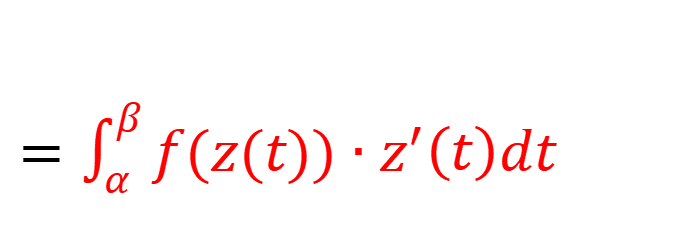 = ∫_α^β f(z(t)) · z′(t)dt